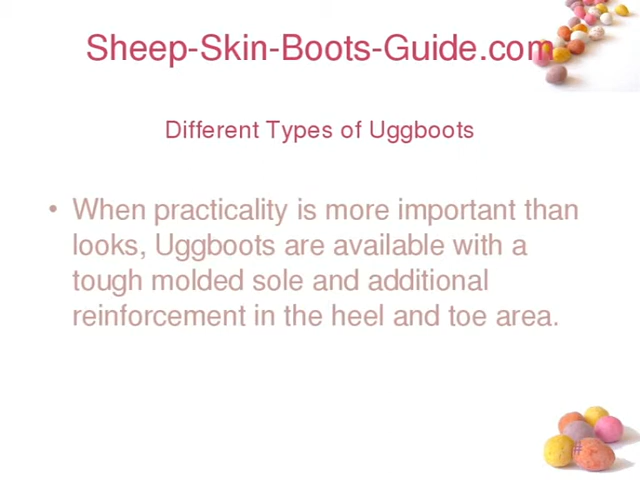 Sheep-Skin-Boots-Guide.com
Different Types of Uggboots
• When practicality is more important than
looks, Uggboots are available with a
tough molded sole and additional
reinforcement in the heel and toe area.
#